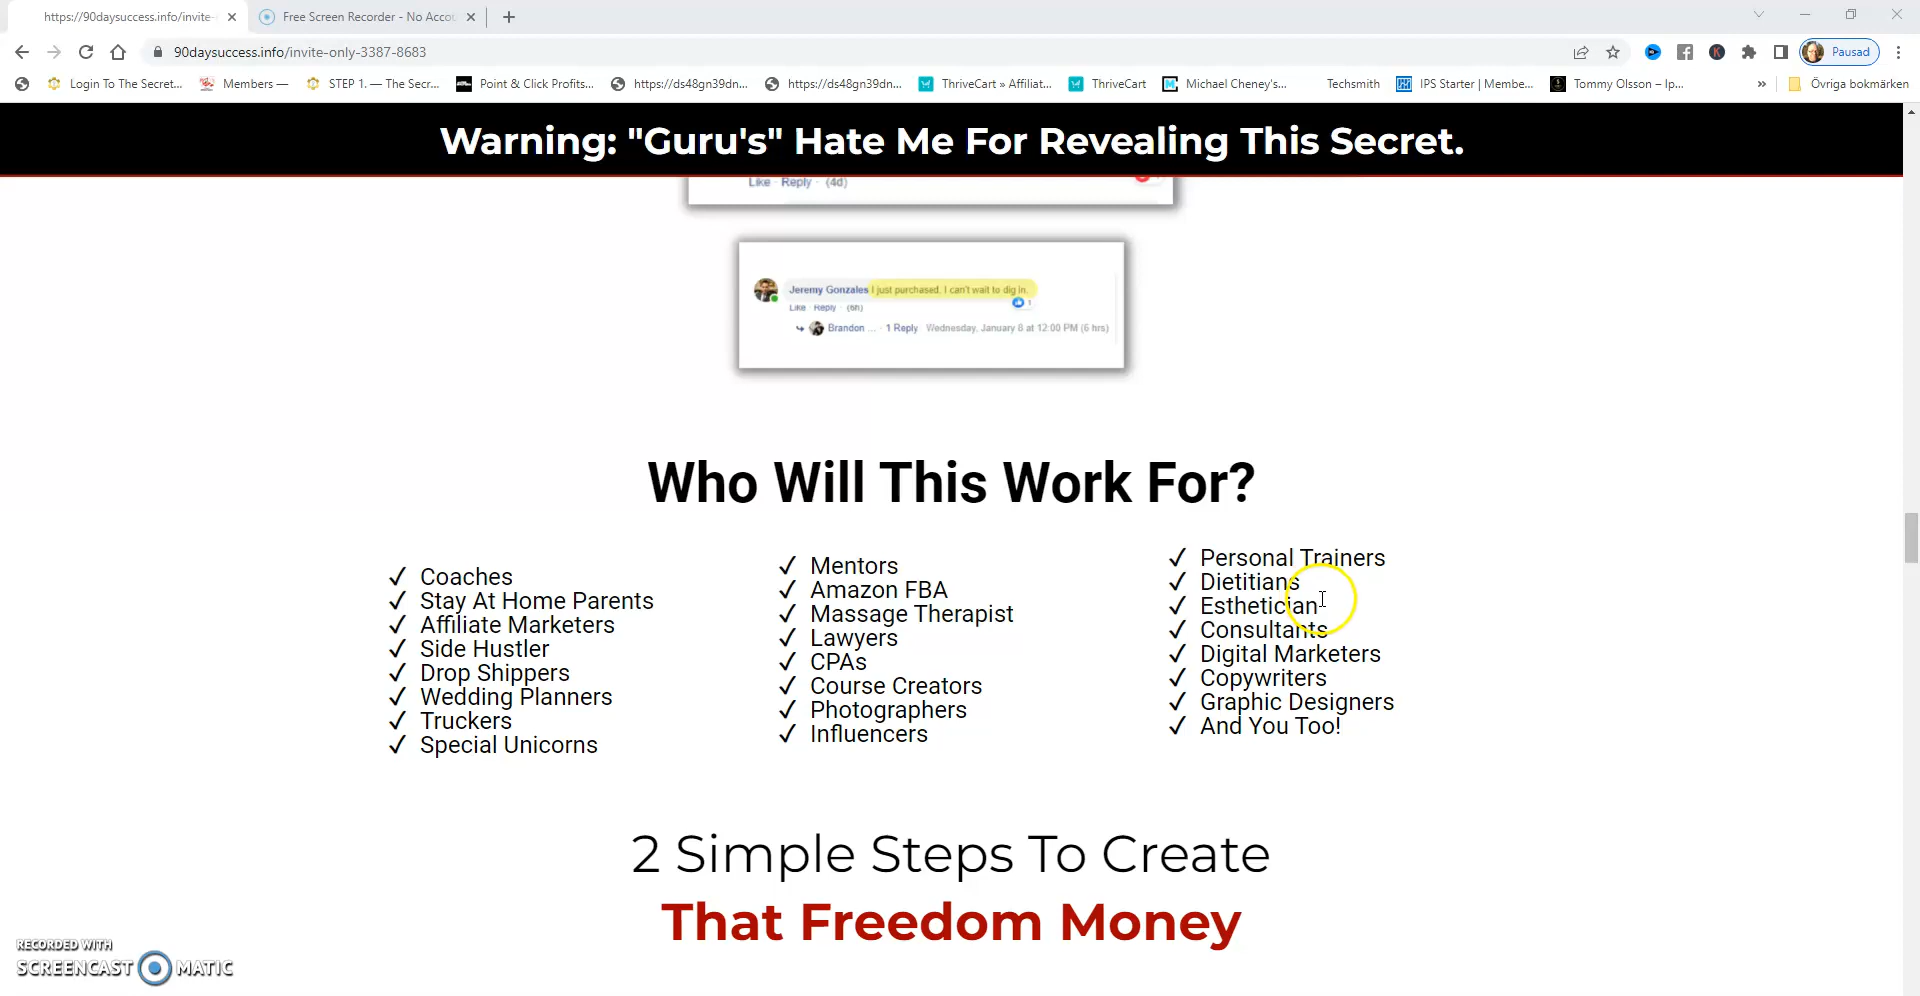 https://90daysuccess.info/invite-
Free Screen Recorder - No Accou
90daysuccess.info/invite-only-3387-8683
Pausad
Login To The Secret...
Members —
STEP 1. — The Secr...
Point & Click Profits...
https://ds48gn39dn...
https://ds48gn39dn...
ThriveCart » Affiliat...
ThriveCart
Michael Cheney's...
Techsmith
IPS Starter | Membe...
Tommy Olsson – Ip...
»
Övriga bokmärken
Warning: "Guru's" Hate Me For Revealing This Secret.
Like · Reply · (4d)
Jeremy Gonzales I just purchased. I can't wait to dig in.
Like · Reply · (6h)
1
Brandon ... · 1 Reply Wednesday, January 8 at 12:00 PM (6 hrs)
Who Will This Work For?
✓ Coaches
✓ Stay At Home Parents
✓ Affiliate Marketers
✓ Side Hustler
✓ Drop Shippers
✓ Wedding Planners
✓ Truckers
✓ Special Unicorns
✓ Mentors
✓ Amazon FBA
✓ Massage Therapist
✓ Lawyers
✓ CPAs
✓ Course Creators
✓ Photographers
✓ Influencers
✓ Personal Trainers
✓ Dietitians
✓ Esthetician
✓ Consultants
✓ Digital Marketers
✓ Copywriters
✓ Graphic Designers
✓ And You Too!
2 Simple Steps To Create
That Freedom Money
RECORDED WITH
SCREENCAST MATIC